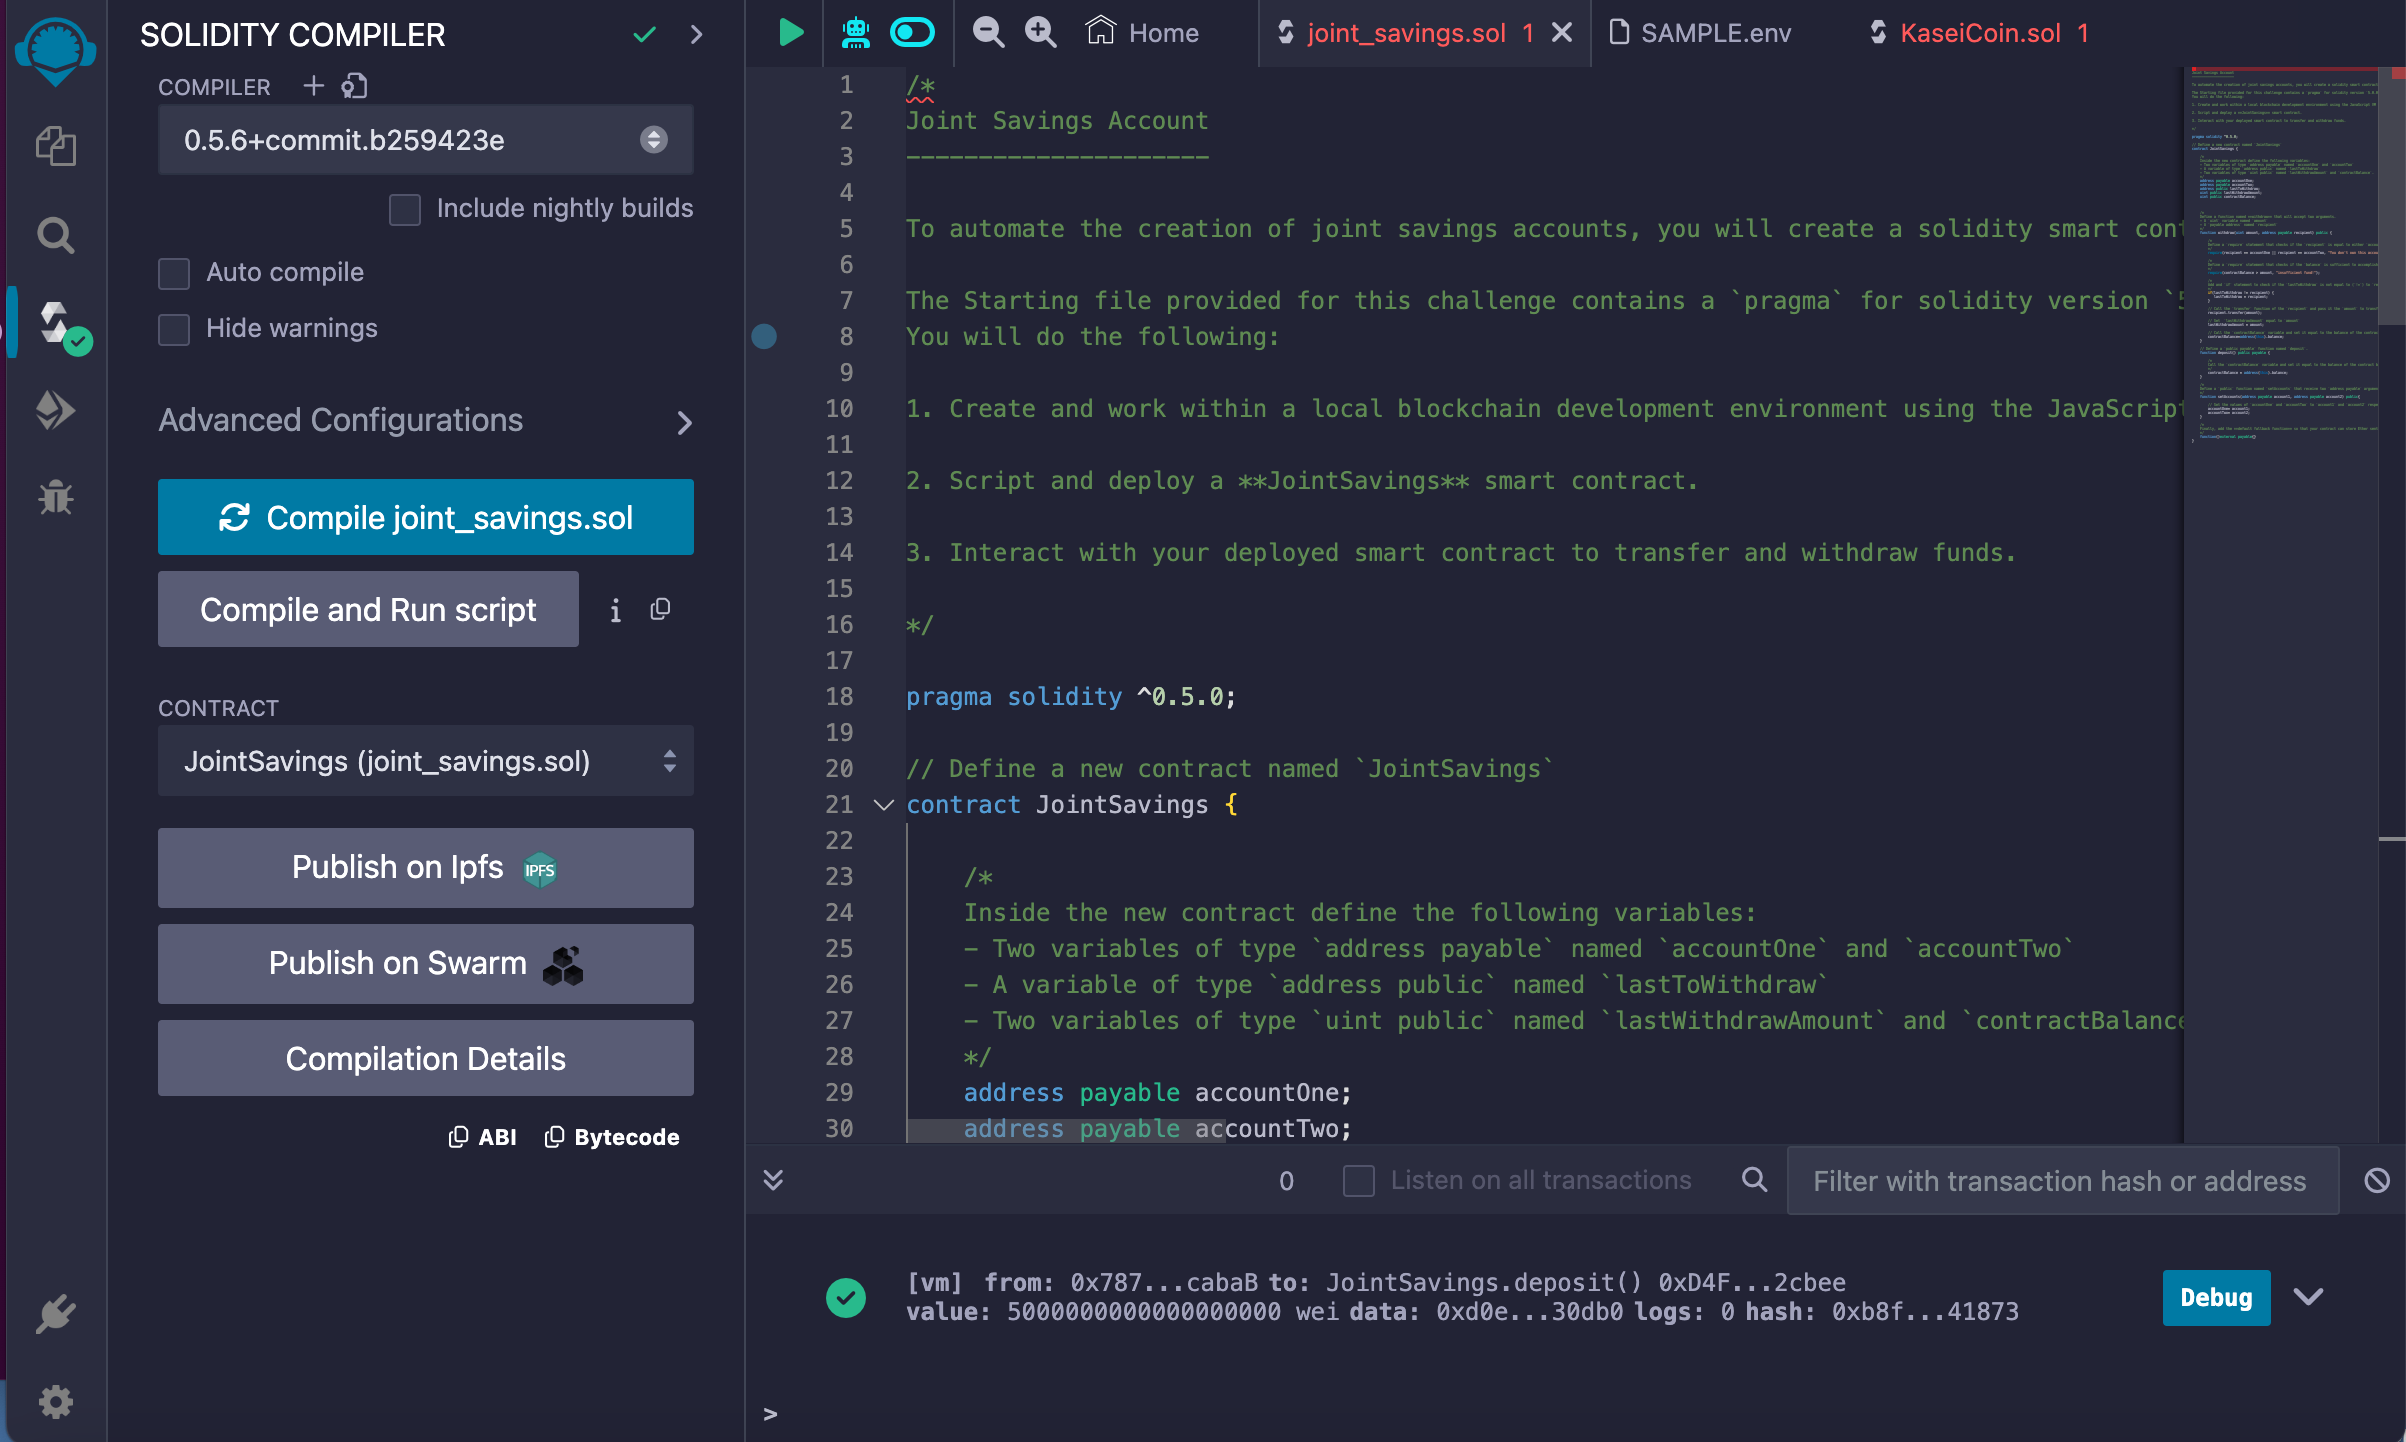 SOLIDITY COMPILER
COMPILER
0.5.6+commit.b259423e
Include nightly builds
Auto compile
Hide warnings
Advanced Configurations
Compile joint_savings.sol
Compile and Run script
i
CONTRACT
JointSavings (joint_savings.sol)
Publish on Ipfs IPFS
Publish on Swarm
Compilation Details
ABI Bytecode
Home joint_savings.sol 1 SAMPLE.env KaseiCoin.sol 1
1 /*
2 Joint Savings Account
3 ---------------------
4
5 To automate the creation of joint savings accounts, you will create a solidity smart cont
6
7 The Starting file provided for this challenge contains a `pragma` for solidity version `5
8 You will do the following:
9
10 1. Create and work within a local blockchain development environment using the JavaScript
11
12 2. Script and deploy a **JointSavings** smart contract.
13
14 3. Interact with your deployed smart contract to transfer and withdraw funds.
15
16 */
17
18 pragma solidity ^0.5.0;
19
20 // Define a new contract named `JointSavings`
21 contract JointSavings {
22
23 /*
24 Inside the new contract define the following variables:
25 - Two variables of type `address payable` named `accountOne` and `accountTwo`
26 - A variable of type `address public` named `lastToWithdraw`
27 - Two variables of type `uint public` named `lastWithdrawAmount` and `contractBalance
28 */
29 address payable accountOne;
30 address payable accountTwo;
0 Listen on all transactions Filter with transaction hash or address
[vm] from: 0x787...cabaB to: JointSavings.deposit() 0xD4F...2cbee
value: 5000000000000000000 wei data: 0xd0e...30db0 logs: 0 hash: 0xb8f...41873
Debug
>